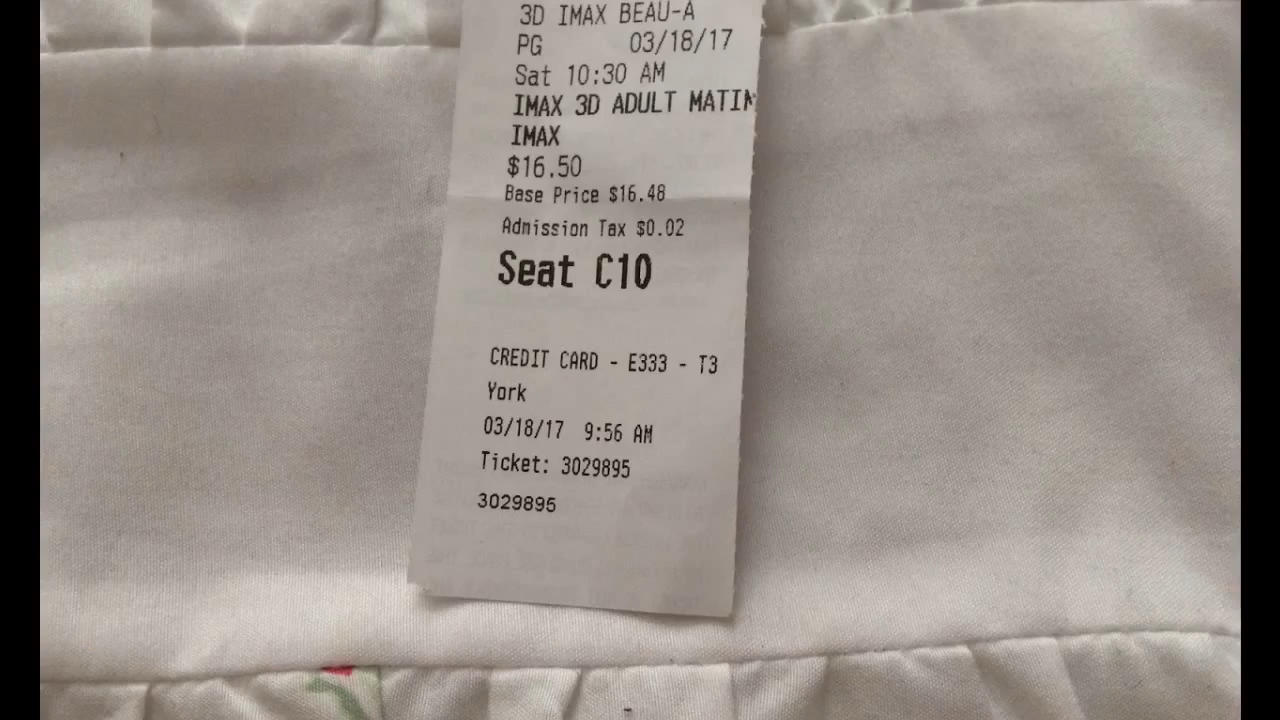 3D IMAX BEAU-A
PG 03/18/17
Sat 10:30 AM
IMAX 3D ADULT MATIN
IMAX
$16.50
Base Price $16.48
Admission Tax $0.02
Seat C10
CREDIT CARD - E333 - T3
York
03/18/17 9:56 AM
Ticket: 3029895
3029895